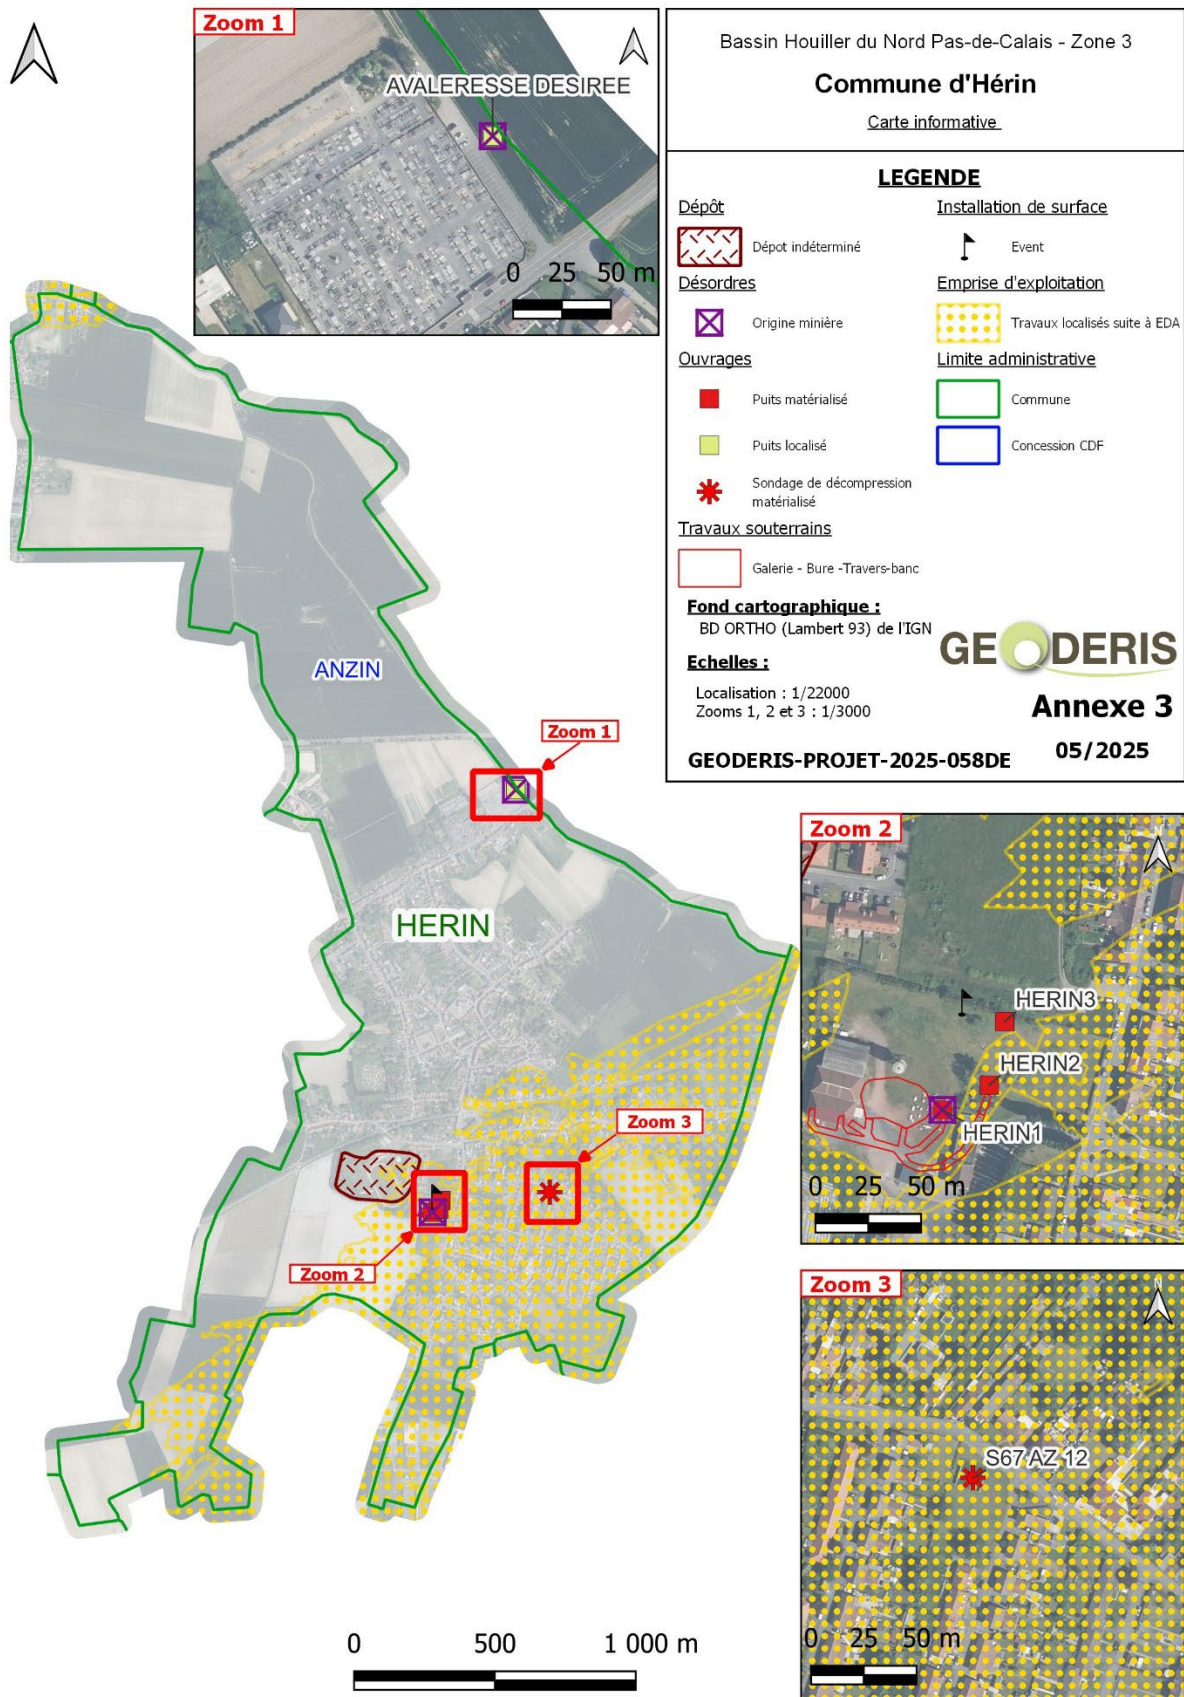 Zoom 1
AVALERESSE DESIREE
0 25 50 m
Bassin Houiller du Nord Pas-de-Calais - Zone 3
Commune d'Hérin
Carte informative
LEGENDE
Dépôt
Dépot indéterminé
Désordres
Origine minière
Ouvrages
Puits matérialisé
Puits localisé
Sondage de décompression
matérialisé
Travaux souterrains
Galerie - Bure -Travers-banc
Installation de surface
Event
Emprise d'exploitation
Travaux localisés suite à EDA
Limite administrative
Commune
Concession CDF
Fond cartographique :
BD ORTHO (Lambert 93) de l'IGN
Echelles :
Localisation : 1/22000
Zooms 1, 2 et 3 : 1/3000
GEODERIS
Annexe 3
05/2025
GEODERIS-PROJET-2025-058DE
ANZIN
Zoom 1
HERIN
Zoom 3
Zoom 2
0 500 1 000 m
Zoom 2
N
HERIN3
HERIN2
HERIN1
0 25 50 m
Zoom 3
N
S67 AZ 12
0 25 50 m